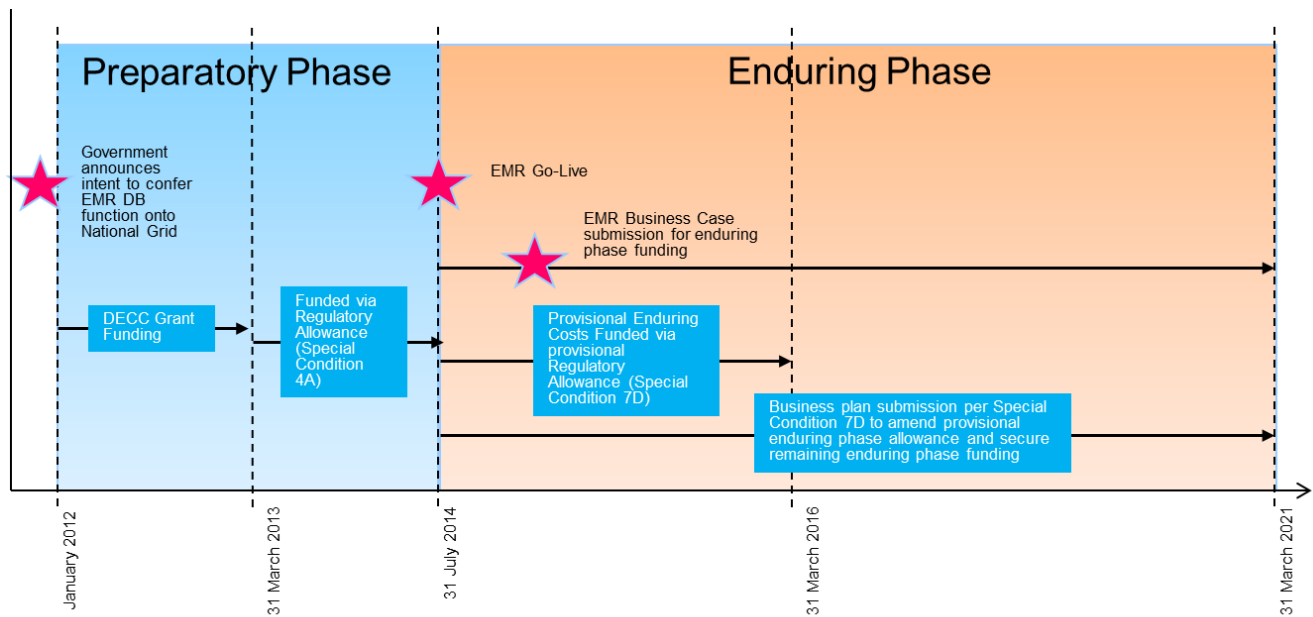 Preparatory Phase
Enduring Phase
Government
announces
intent to confer
EMR DB
function onto
National Grid
EMR Go-Live
EMR Business Case
submission for enduring
phase funding
DECC Grant
Funding
Funded via
Regulatory
Allowance
(Special
Condition
4A)
Provisional Enduring
Costs Funded via
provisional
Regulatory
Allowance (Special
Condition 7D)
Business plan submission per Special
Condition 7D to amend provisional
enduring phase allowance and secure
remaining enduring phase funding
January 2012
31 March 2013
31 July 2014
31 March 2016
31 March 2021